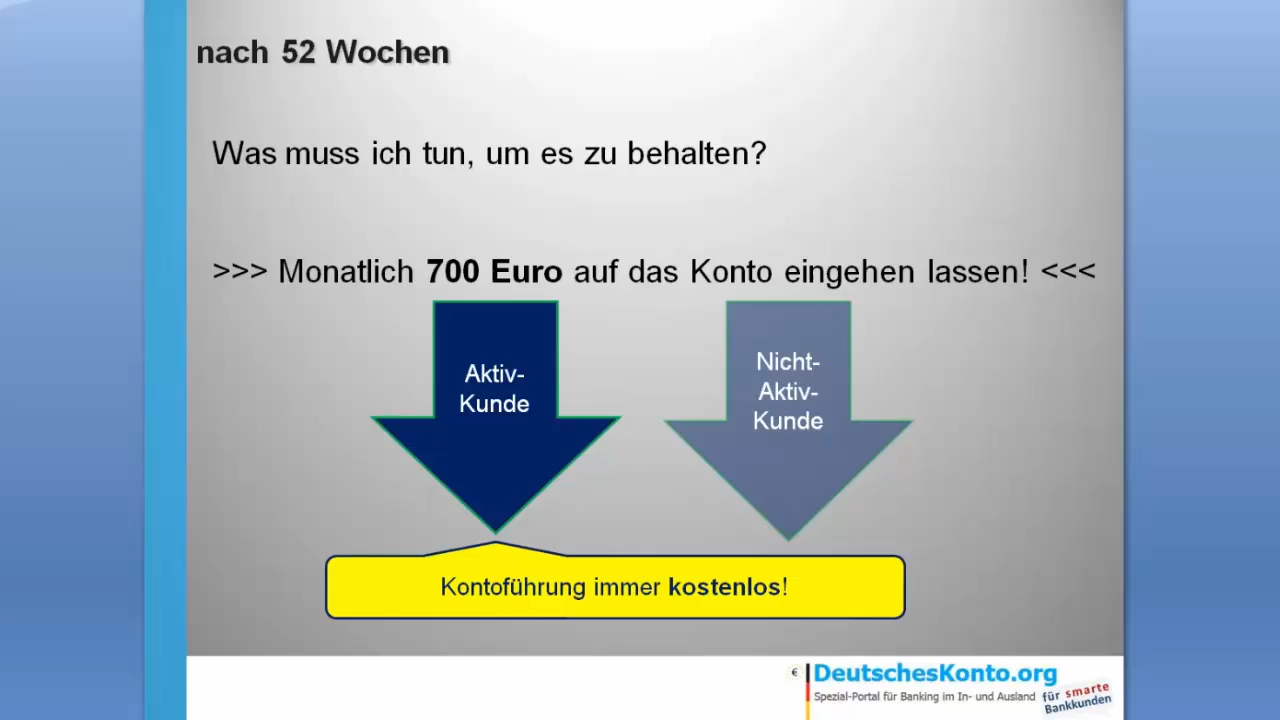 nach 52 Wochen
Was muss ich tun, um es zu behalten?
>>> Monatlich 700 Euro auf das Konto eingehen lassen! <<<
Aktiv-
Kunde
Nicht-
Aktiv-
Kunde
Kontoführung immer kostenlos!
€
DeutschesKonto.org
Spezial-Portal für Banking im In- und Ausland
für smarte
Bankkunden